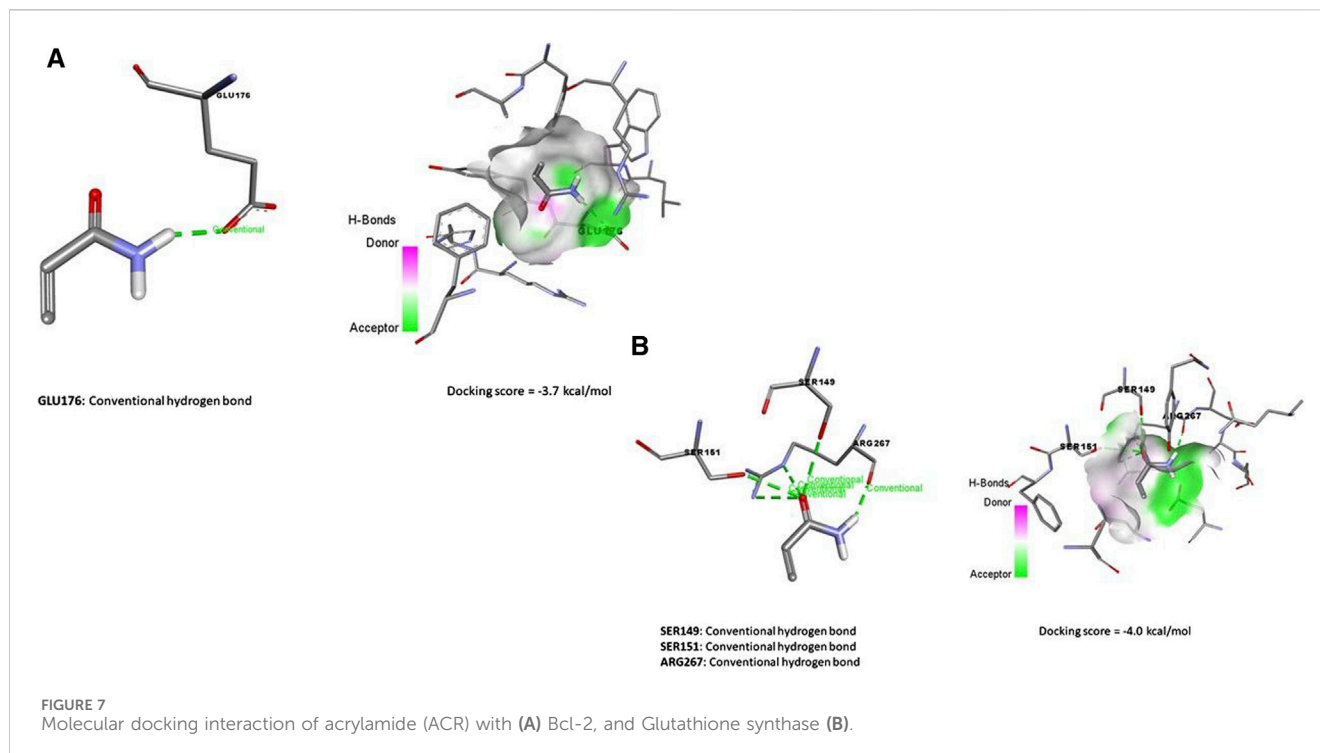 A
GLU176
Conventional
GLU176: Conventional hydrogen bond
H-Bonds
Donor
Acceptor
GLU176
Docking score = -3.7 kcal/mol
B
SER149
SER151
ARG267
Conventional
Conventional
Conventional
SER149: Conventional hydrogen bond
SER151: Conventional hydrogen bond
ARG267: Conventional hydrogen bond
SER149
ARG267
SER151
H-Bonds
Donor
Acceptor
Docking score = -4.0 kcal/mol
FIGURE 7
Molecular docking interaction of acrylamide (ACR) with (A) Bcl-2, and Glutathione synthase (B).